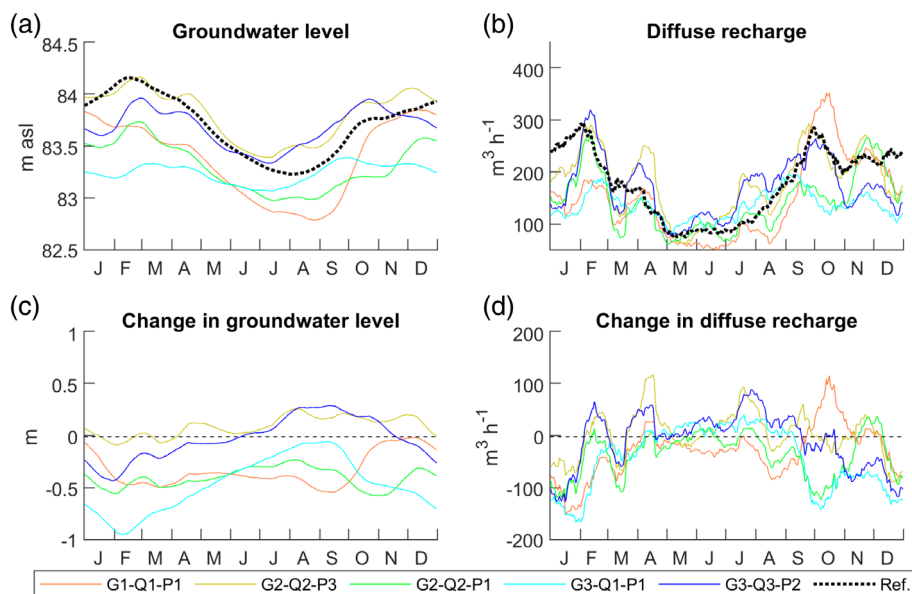 (a) Groundwater level
84.5
84
83.5
83
82.5
m asl
J F M A M J J A S O N D
(b) Diffuse recharge
400
300
200
100
m³ h⁻¹
J F M A M J J A S O N D
(c) Change in groundwater level
1
0.5
0
-0.5
-1
m
J F M A M J J A S O N D
(d) Change in diffuse recharge
200
100
0
-100
-200
m³ h⁻¹
J F M A M J J A S O N D
G1-Q1-P1 G2-Q2-P3 G2-Q2-P1 G3-Q1-P1 G3-Q3-P2 Ref.